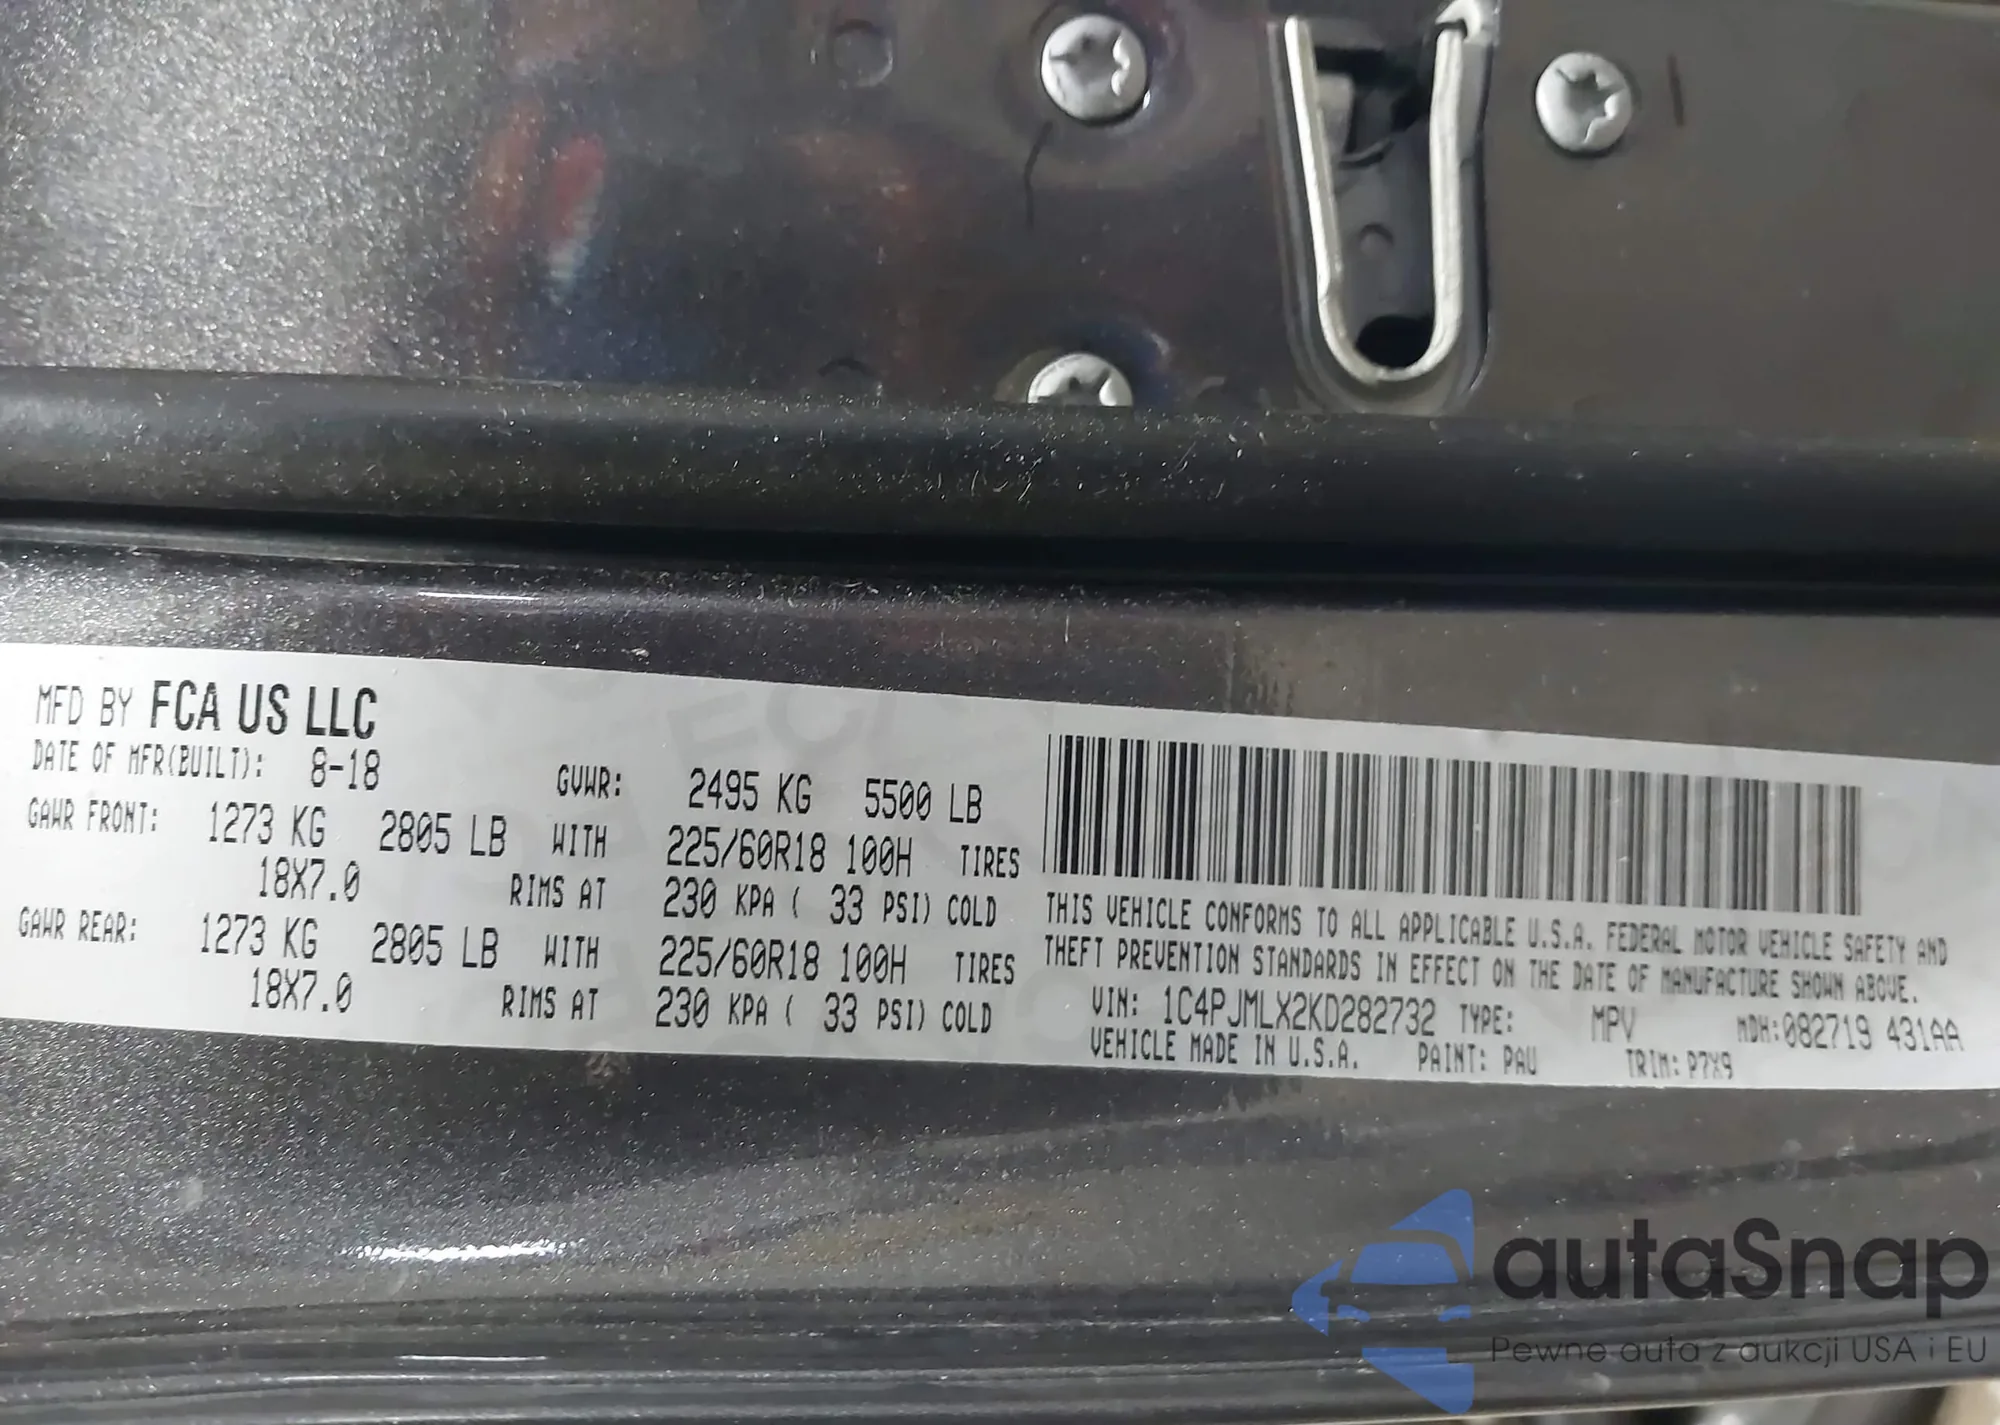 MFD BY FCA US LLC
DATE OF MFR(BUILT): 8-18 GVWR: 2495 KG 5500 LB
GAWR FRONT: 1273 KG 2805 LB WITH 225/60R18 100H TIRES
18X7.0 RIMS AT 230 KPA ( 33 PSI) COLD
GAWR REAR: 1273 KG 2805 LB WITH 225/60R18 100H TIRES
18X7.0 RIMS AT 230 KPA ( 33 PSI) COLD
THIS VEHICLE CONFORMS TO ALL APPLICABLE U.S.A. FEDERAL MOTOR VEHICLE SAFETY AND
THEFT PREVENTION STANDARDS IN EFFECT ON THE DATE OF MANUFACTURE SHOWN ABOVE.
VIN: 1C4PJMLX2KD282732 TYPE: MPV MDH:082719 431AA
VEHICLE MADE IN U.S.A. PAINT: PAU TRIM: P7X9
autaSnap
Pewne auta z aukcji USA i EU